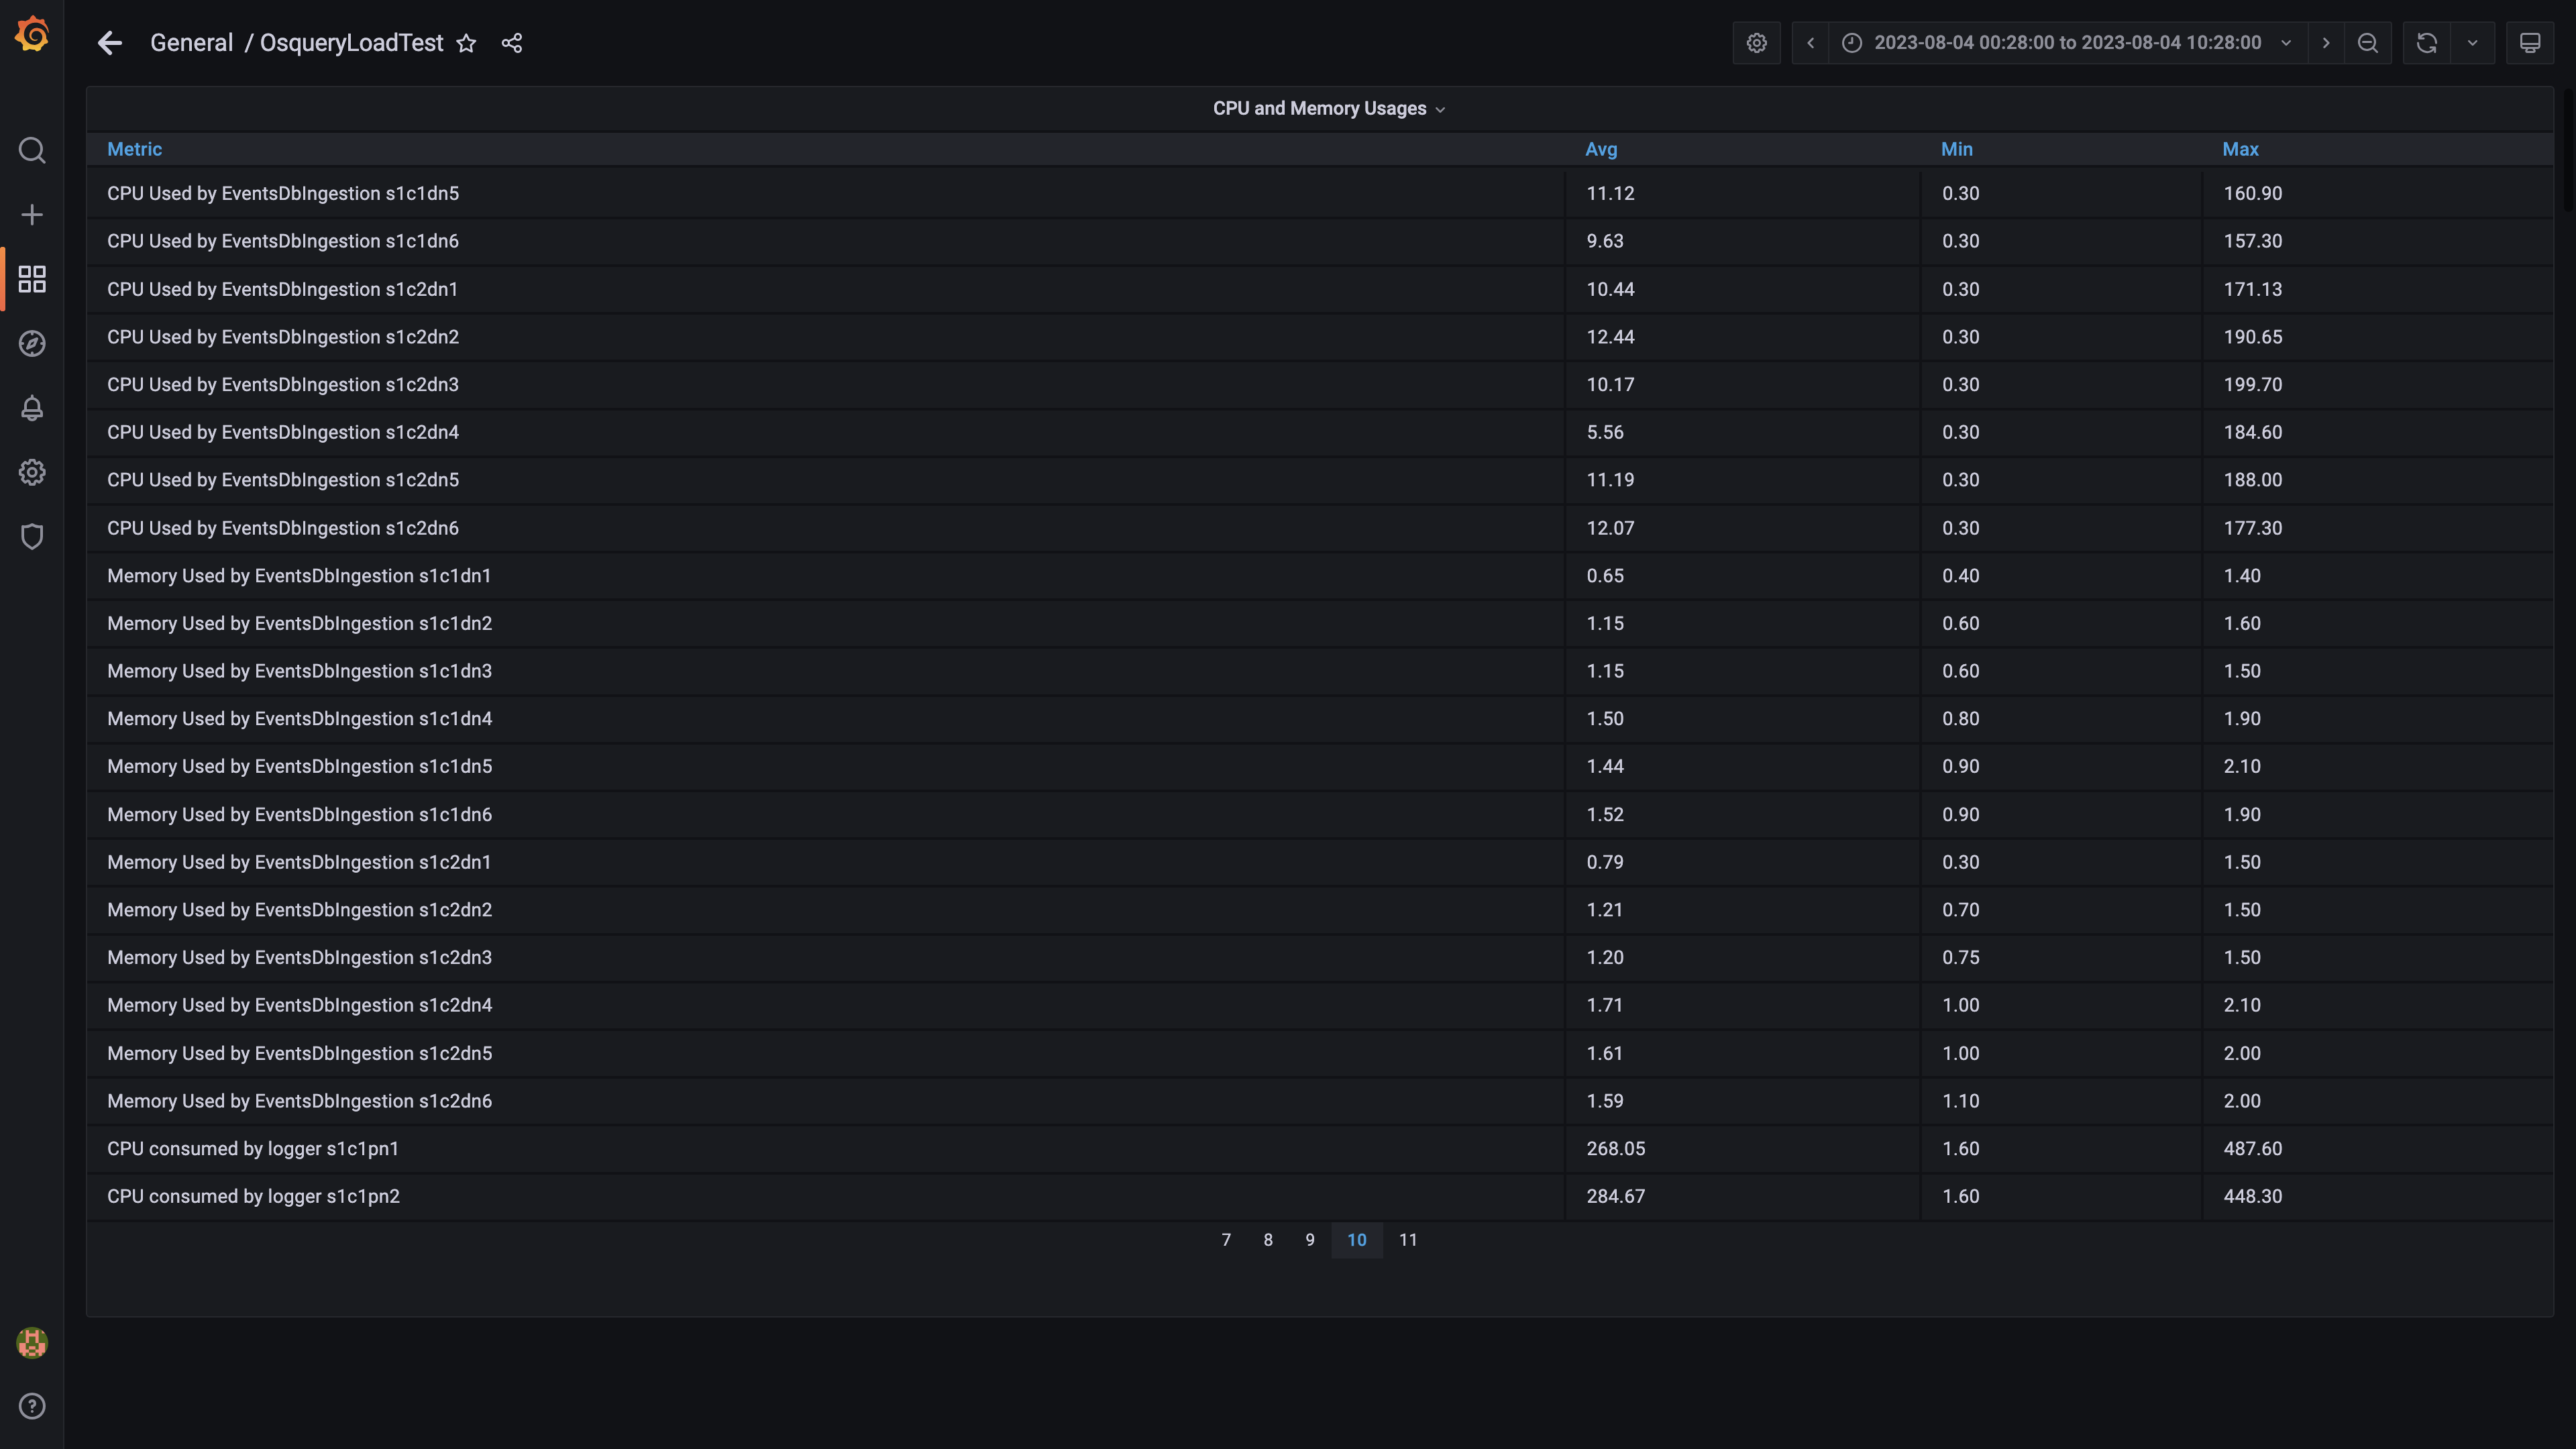 General / OsqueryLoadTest
2023-08-04 00:28:00 to 2023-08-04 10:28:00
CPU and Memory Usages
Metric Avg Min Max
CPU Used by EventsDbIngestion s1c1dn5 11.12 0.30 160.90
CPU Used by EventsDbIngestion s1c1dn6 9.63 0.30 157.30
CPU Used by EventsDbIngestion s1c2dn1 10.44 0.30 171.13
CPU Used by EventsDbIngestion s1c2dn2 12.44 0.30 190.65
CPU Used by EventsDbIngestion s1c2dn3 10.17 0.30 199.70
CPU Used by EventsDbIngestion s1c2dn4 5.56 0.30 184.60
CPU Used by EventsDbIngestion s1c2dn5 11.19 0.30 188.00
CPU Used by EventsDbIngestion s1c2dn6 12.07 0.30 177.30
Memory Used by EventsDbIngestion s1c1dn1 0.65 0.40 1.40
Memory Used by EventsDbIngestion s1c1dn2 1.15 0.60 1.60
Memory Used by EventsDbIngestion s1c1dn3 1.15 0.60 1.50
Memory Used by EventsDbIngestion s1c1dn4 1.50 0.80 1.90
Memory Used by EventsDbIngestion s1c1dn5 1.44 0.90 2.10
Memory Used by EventsDbIngestion s1c1dn6 1.52 0.90 1.90
Memory Used by EventsDbIngestion s1c2dn1 0.79 0.30 1.50
Memory Used by EventsDbIngestion s1c2dn2 1.21 0.70 1.50
Memory Used by EventsDbIngestion s1c2dn3 1.20 0.75 1.50
Memory Used by EventsDbIngestion s1c2dn4 1.71 1.00 2.10
Memory Used by EventsDbIngestion s1c2dn5 1.61 1.00 2.00
Memory Used by EventsDbIngestion s1c2dn6 1.59 1.10 2.00
CPU consumed by logger s1c1pn1 268.05 1.60 487.60
CPU consumed by logger s1c1pn2 284.67 1.60 448.30
7 8 9 10 11